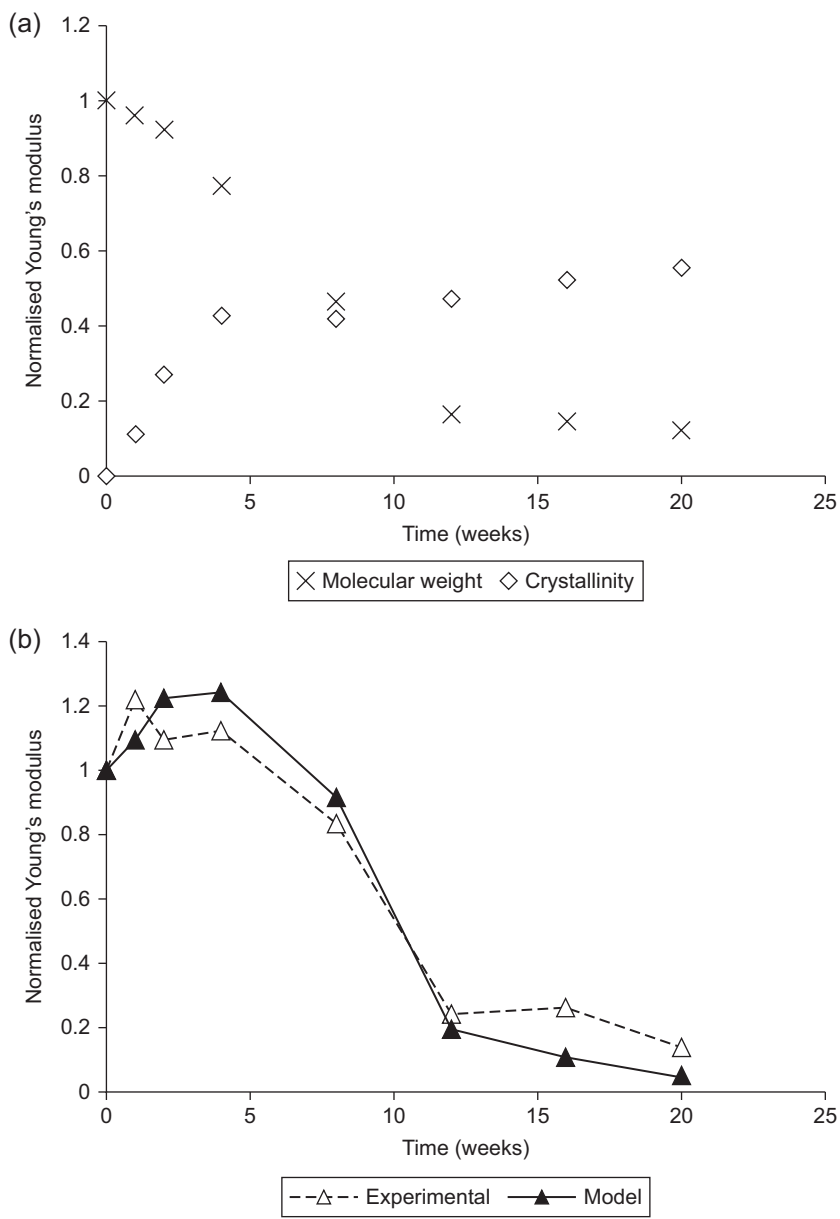 (a)
1.2
1
0.8
0.6
0.4
0.2
0
Normalised Young's modulus
0 5 10 15 20 25
Time (weeks)
Molecular weight Crystallinity
(b)
1.4
1.2
1
0.8
0.6
0.4
0.2
0
Normalised Young's modulus
0 5 10 15 20 25
Time (weeks)
Experimental Model